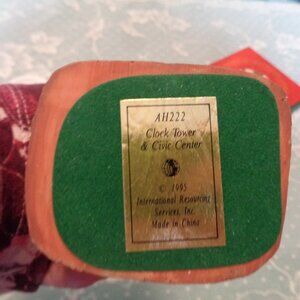 AH222
Clock Tower
& Civic Center
© 1995
International Resourcing
Services, Inc.
Made in China